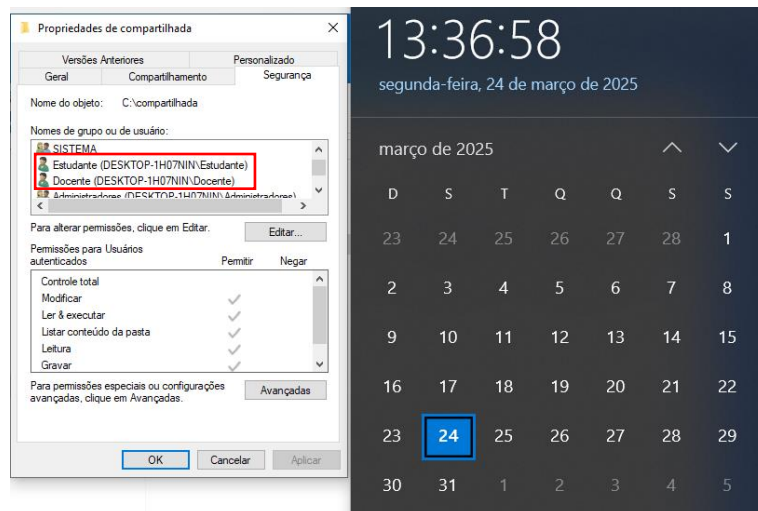 Propriedades de compartilhada
Versões Anteriores Personalizado
Geral Compartilhamento Segurança
Nome do objeto: C:\compartilhada
Nomes de grupo ou de usuário:
SISTEMA
Estudante (DESKTOP-1H07NIN\Estudante)
Docente (DESKTOP-1H07NIN\Docente)
Administradores (DESKTOP-1H07NIN\Administradores)
Para alterar permissões, clique em Editar.
Editar...
Permissões para Usuários
autenticados Permitir Negar
Controle total
Modificar
Ler & executar
Listar conteúdo da pasta
Leitura
Gravar
Para permissões especiais ou configurações
avançadas, clique em Avançadas.
Avançadas
OK Cancelar Aplicar
13:36:58
segunda-feira, 24 de março de 2025
março de 2025
D S T Q Q S S
23 24 25 26 27 28 1
2 3 4 5 6 7 8
9 10 11 12 13 14 15
16 17 18 19 20 21 22
23 24 25 26 27 28 29
30 31 1 2 3 4 5